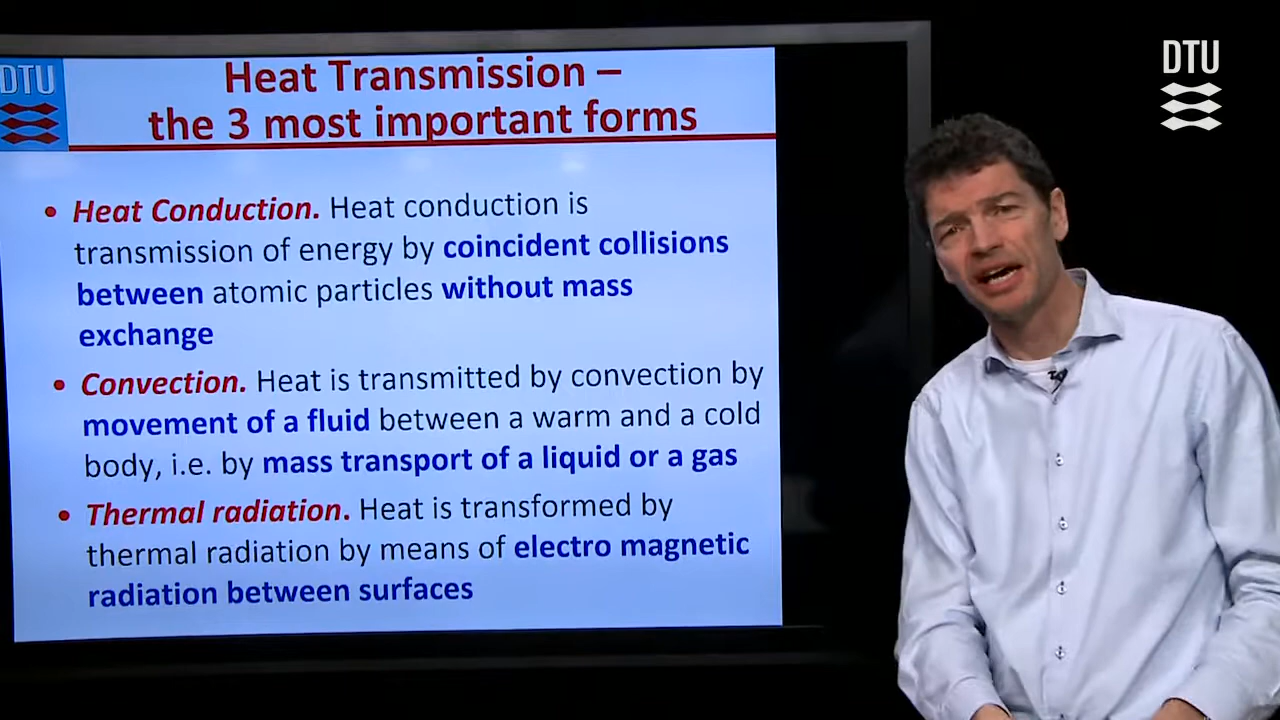 DTU
Heat Transmission –
the 3 most important forms
• Heat Conduction. Heat conduction is
transmission of energy by coincident collisions
between atomic particles without mass
exchange
• Convection. Heat is transmitted by convection by
movement of a fluid between a warm and a cold
body, i.e. by mass transport of a liquid or a gas
• Thermal radiation. Heat is transformed by
thermal radiation by means of electro magnetic
radiation between surfaces
DTU